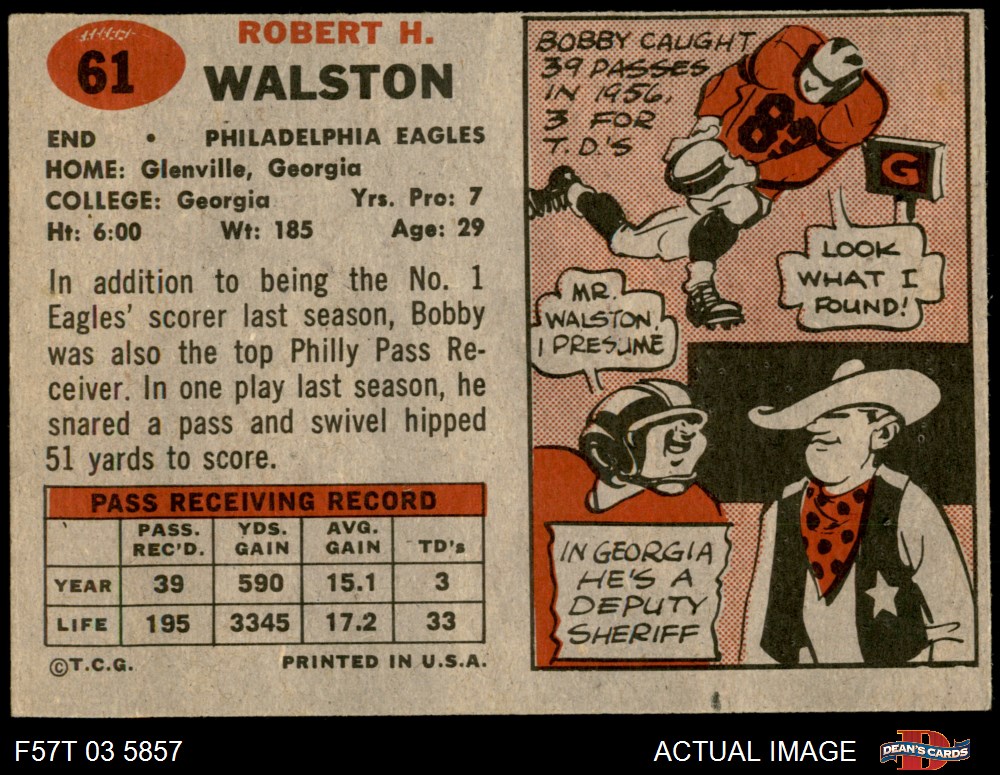 61
ROBERT H.
WALSTON
END • PHILADELPHIA EAGLES
HOME: Glenville, Georgia
COLLEGE: Georgia Yrs. Pro: 7
Ht: 6:00 Wt: 185 Age: 29
In addition to being the No. 1
Eagles' scorer last season, Bobby
was also the top Philly Pass Re-
ceiver. In one play last season, he
snared a pass and swivel hipped
51 yards to score.
PASS RECEIVING RECORD
PASS. REC'D. YDS. GAIN AVG. GAIN TD's
YEAR 39 590 15.1 3
LIFE 195 3345 17.2 33
©T.C.G. PRINTED IN U.S.A.
BOBBY CAUGHT
39 PASSES
IN 1956,
3 FOR
T.D.'S
83
G
LOOK
WHAT I
FOUND!
MR.
WALSTON,
I PRESUME
IN GEORGIA
HE'S A
DEPUTY
SHERIFF
F57T 03 5857
ACTUAL IMAGE
DEAN'S CARDS